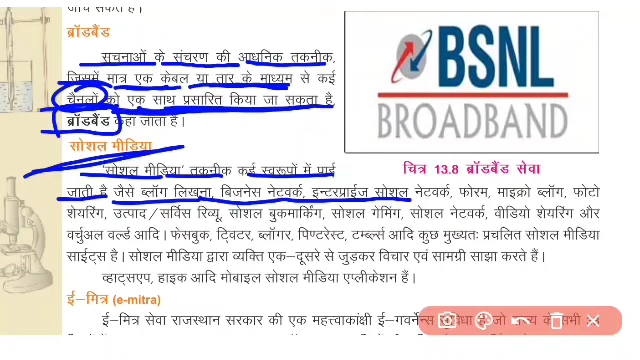 जाँच सकते हैं।
ब्रॉडबैंड
सूचनाओं के संचरण की आधुनिक तकनीक,
जिसमें मात्र एक केबल या तार के माध्यम से कई
चैनलों को एक साथ प्रसारित किया जा सकता है,
ब्रॉडबैंड कहा जाता है।
BSNL
BROADBAND
चित्र 13.8 ब्रॉडबैंड सेवा
सोशल मीडिया
'सोशल मीडिया' तकनीक कई स्वरूपों में पाई
जाती है जैसे ब्लॉग लिखना, बिजनेस नेटवर्क, इन्टरप्राईज सोशल नेटवर्क, फोरम, माइक्रो ब्लॉग, फोटो
शेयरिंग, उत्पाद/सर्विस रिव्यू, सोशल बुकमार्किंग, सोशल गेमिंग, सोशल नेटवर्क, वीडियो शेयरिंग और
वर्चुअल वर्ल्ड आदि। फेसबुक, ट्विटर, ब्लॉगर, पिण्टरेस्ट, टम्ब्लर्स आदि कुछ मुख्यतः प्रचलित सोशल मीडिया
साईट्स है। सोशल मीडिया द्वारा व्यक्ति एक-दूसरे से जुड़कर विचार एवं सामग्री साझा करते हैं।
व्हाट्सएप, हाइक आदि मोबाइल सोशल मीडिया एप्लीकेशन हैं।
ई-मित्र (e-mitra)
ई-मित्र सेवा राजस्थान सरकार की एक महत्त्वाकांक्षी ई-गवर्नेन्स सुविधा है जो राज्य के सभी